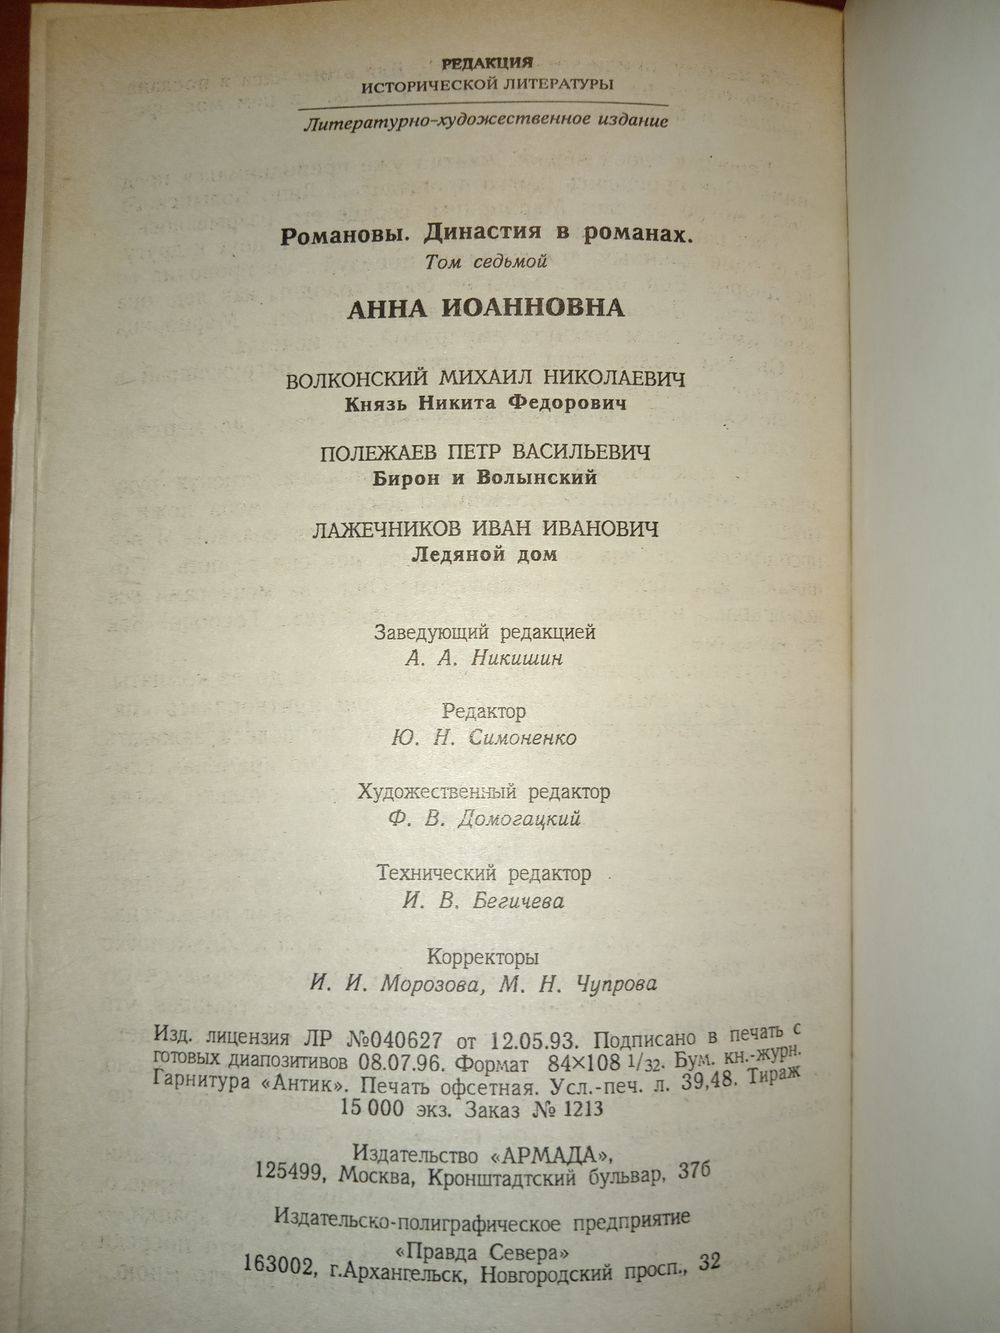 РЕДАКЦИЯ
ИСТОРИЧЕСКОЙ ЛИТЕРАТУРЫ
Литературно-художественное издание
Романовы. Династия в романах.
Том седьмой
АННА ИОАННОВНА
ВОЛКОНСКИЙ МИХАИЛ НИКОЛАЕВИЧ
Князь Никита Федорович
ПОЛЕЖАЕВ ПЕТР ВАСИЛЬЕВИЧ
Бирон и Волынский
ЛАЖЕЧНИКОВ ИВАН ИВАНОВИЧ
Ледяной дом
Заведующий редакцией
А. А. Никишин
Редактор
Ю. Н. Симоненко
Художественный редактор
Ф. В. Домогацкий
Технический редактор
И. В. Бегичева
Корректоры
И. И. Морозова, М. Н. Чупрова
Изд. лицензия ЛР №040627 от 12.05.93. Подписано в печать с
готовых диапозитивов 08.07.96. Формат 84×108 1/32. Бум. кн.-журн.
Гарнитура «Антик». Печать офсетная. Усл.-печ. л. 39,48. Тираж
15 000 экз. Заказ № 1213
Издательство «АРМАДА»,
125499, Москва, Кронштадтский бульвар, 37б
Издательско-полиграфическое предприятие
«Правда Севера»
163002, г.Архангельск, Новгородский просп., 32